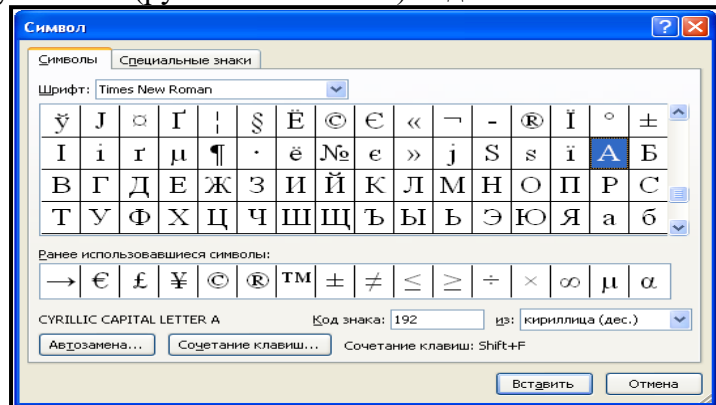 Символ
Символы Специальные знаки
Шрифт: Times New Roman
ў Ј ¤ Ґ ¦ § Ё © Є « ¬ - ® Ї ° ±
І і ґ µ ¶ · ё № є » ј Ѕ ѕ ї А Б
В Г Д Е Ж З И Й К Л М Н О П Р С
Т У Ф Х Ц Ч Ш Щ Ъ Ы Ь Э Ю Я а б
Ранее использовавшиеся символы:
→ € £ ¥ © ® ™ ± ≠ ≤ ≥ ÷ × ∞ µ α
CYRILLIC CAPITAL LETTER A Код знака: 192 из: кириллица (дес.)
Автозамена... Сочетание клавиш... Сочетание клавиш: Shift+F
Вставить Отмена